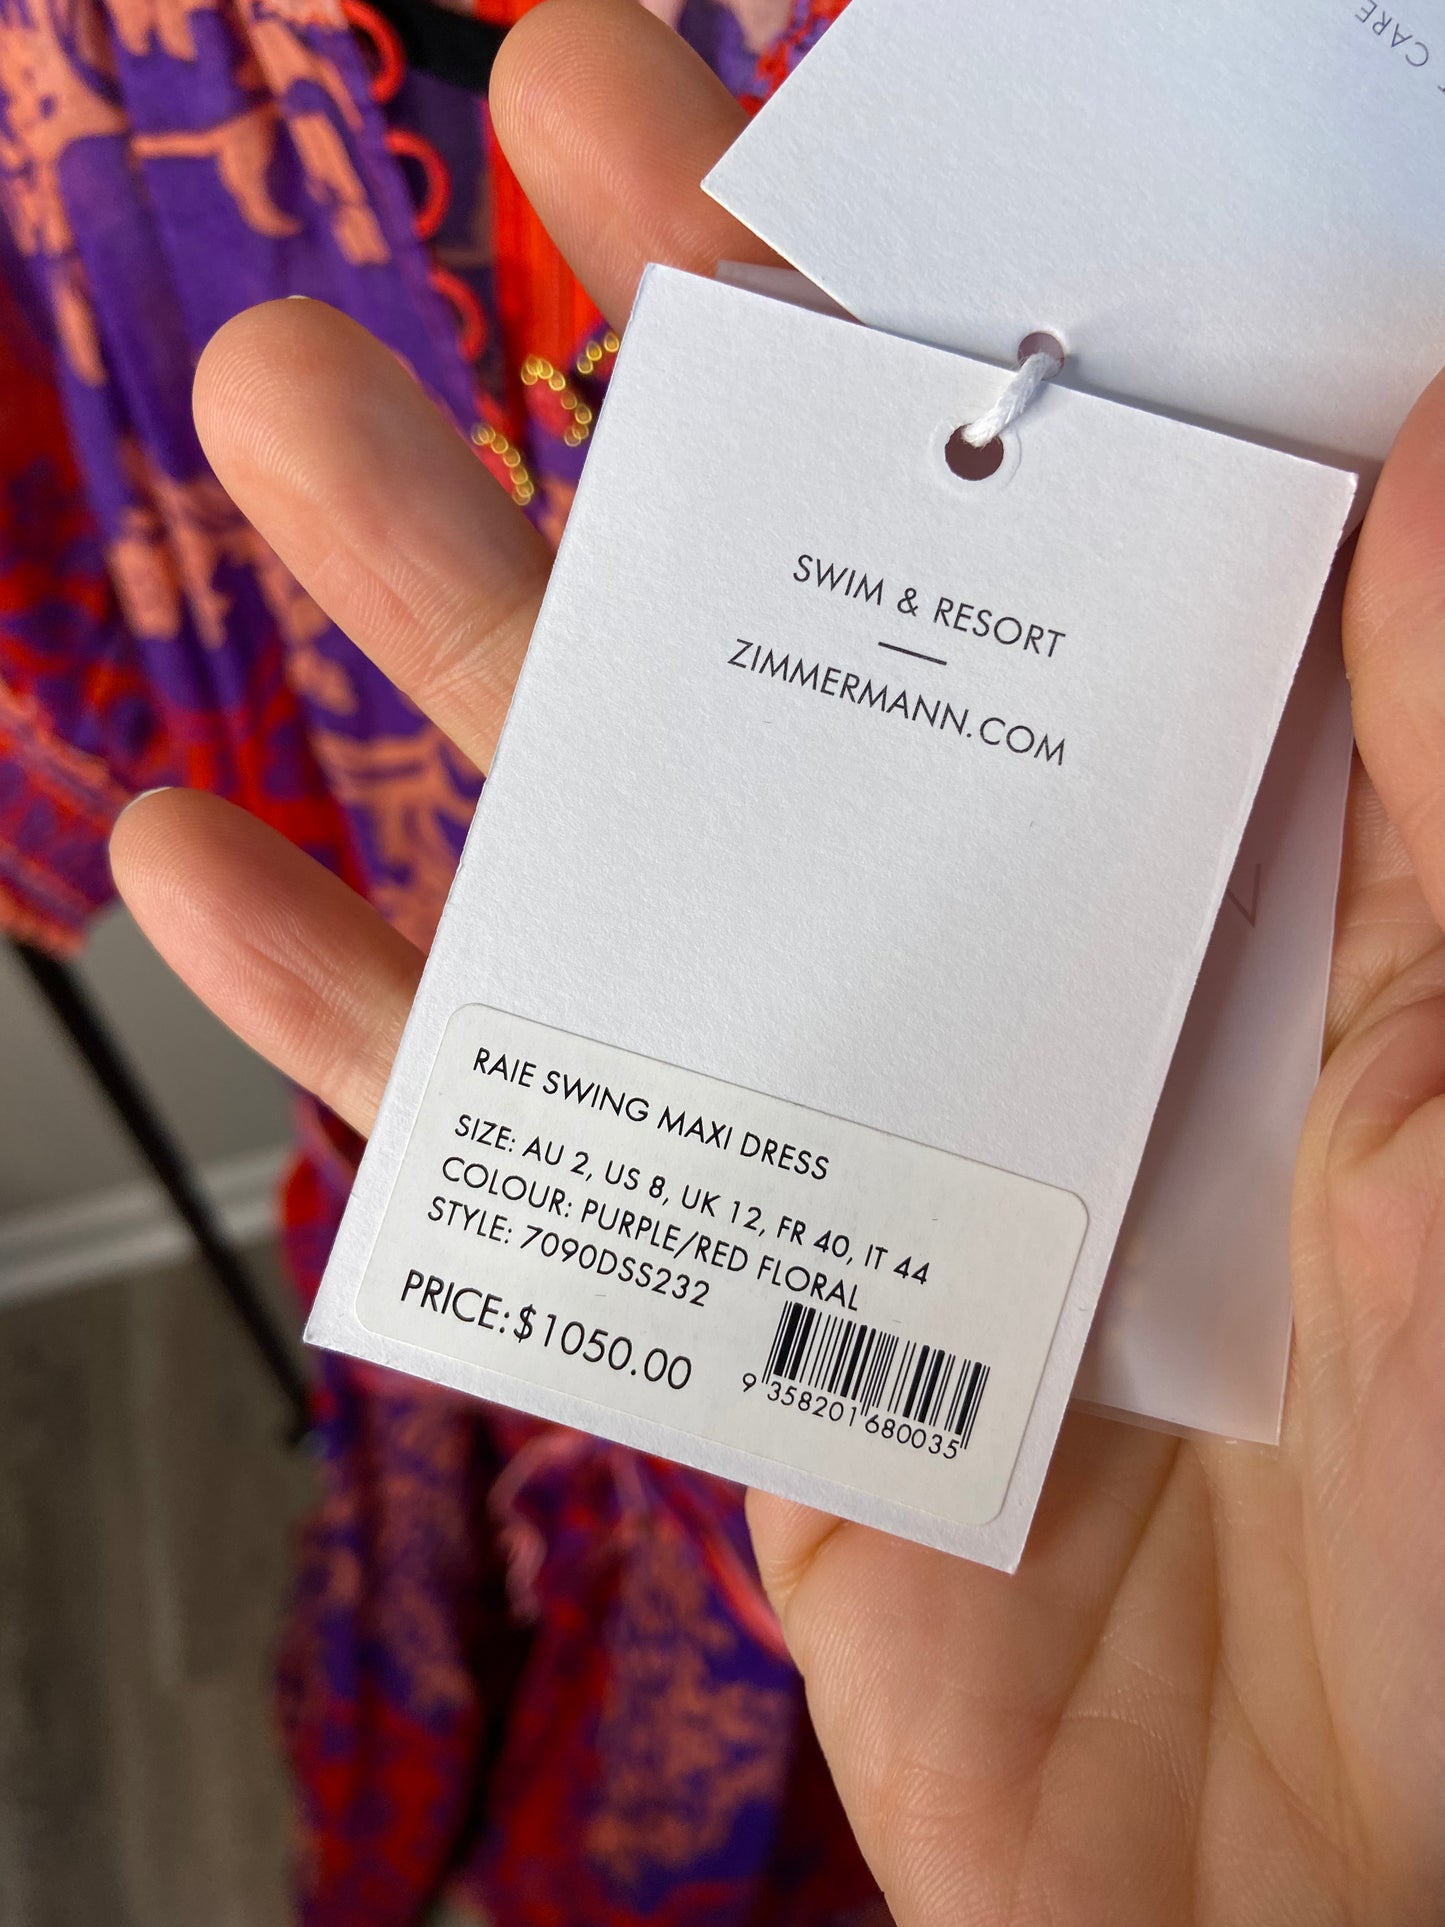 CARE
SWIM & RESORT
ZIMMERMANN.COM
RAIE SWING MAXI DRESS
SIZE: AU 2, US 8, UK 12, FR 40, IT 44
COLOUR: PURPLE/RED FLORAL
STYLE: 7090DSS232
PRICE: $1050.00
9 358201 680035